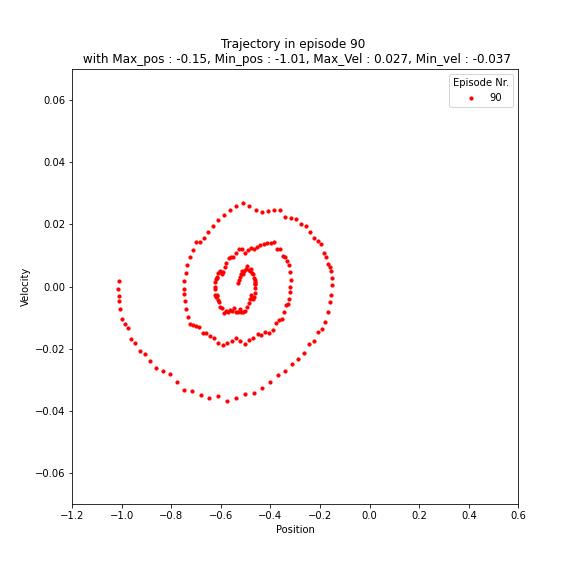 Trajectory in episode 90
with Max_pos : -0.15, Min_pos : -1.01, Max_Vel : 0.027, Min_vel : -0.037
Episode Nr.
90
0.06
0.04
0.02
0.00
−0.02
−0.04
−0.06
Velocity
−1.2 −1.0 −0.8 −0.6 −0.4 −0.2 0.0 0.2 0.4 0.6
Position